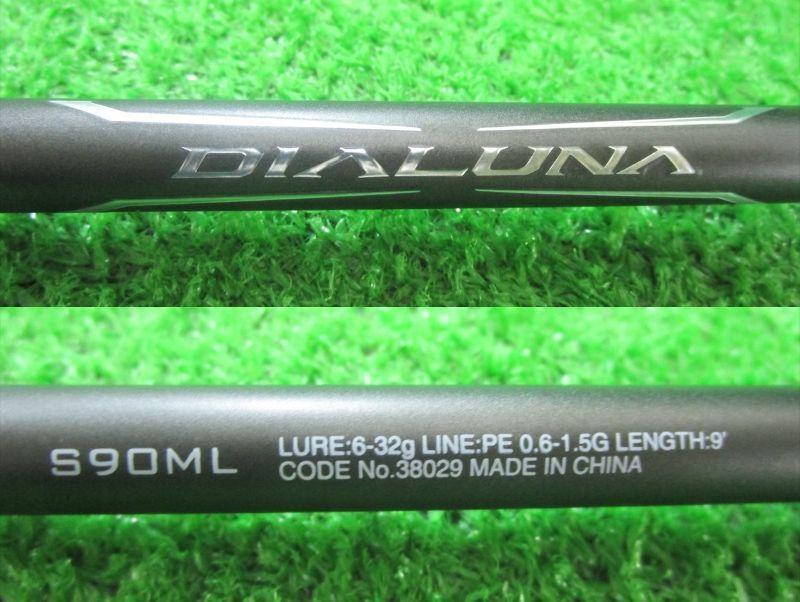 DIALUNA
S90ML
LURE:6-32g LINE:PE 0.6-1.5G LENGTH:9'
CODE No.38029 MADE IN CHINA